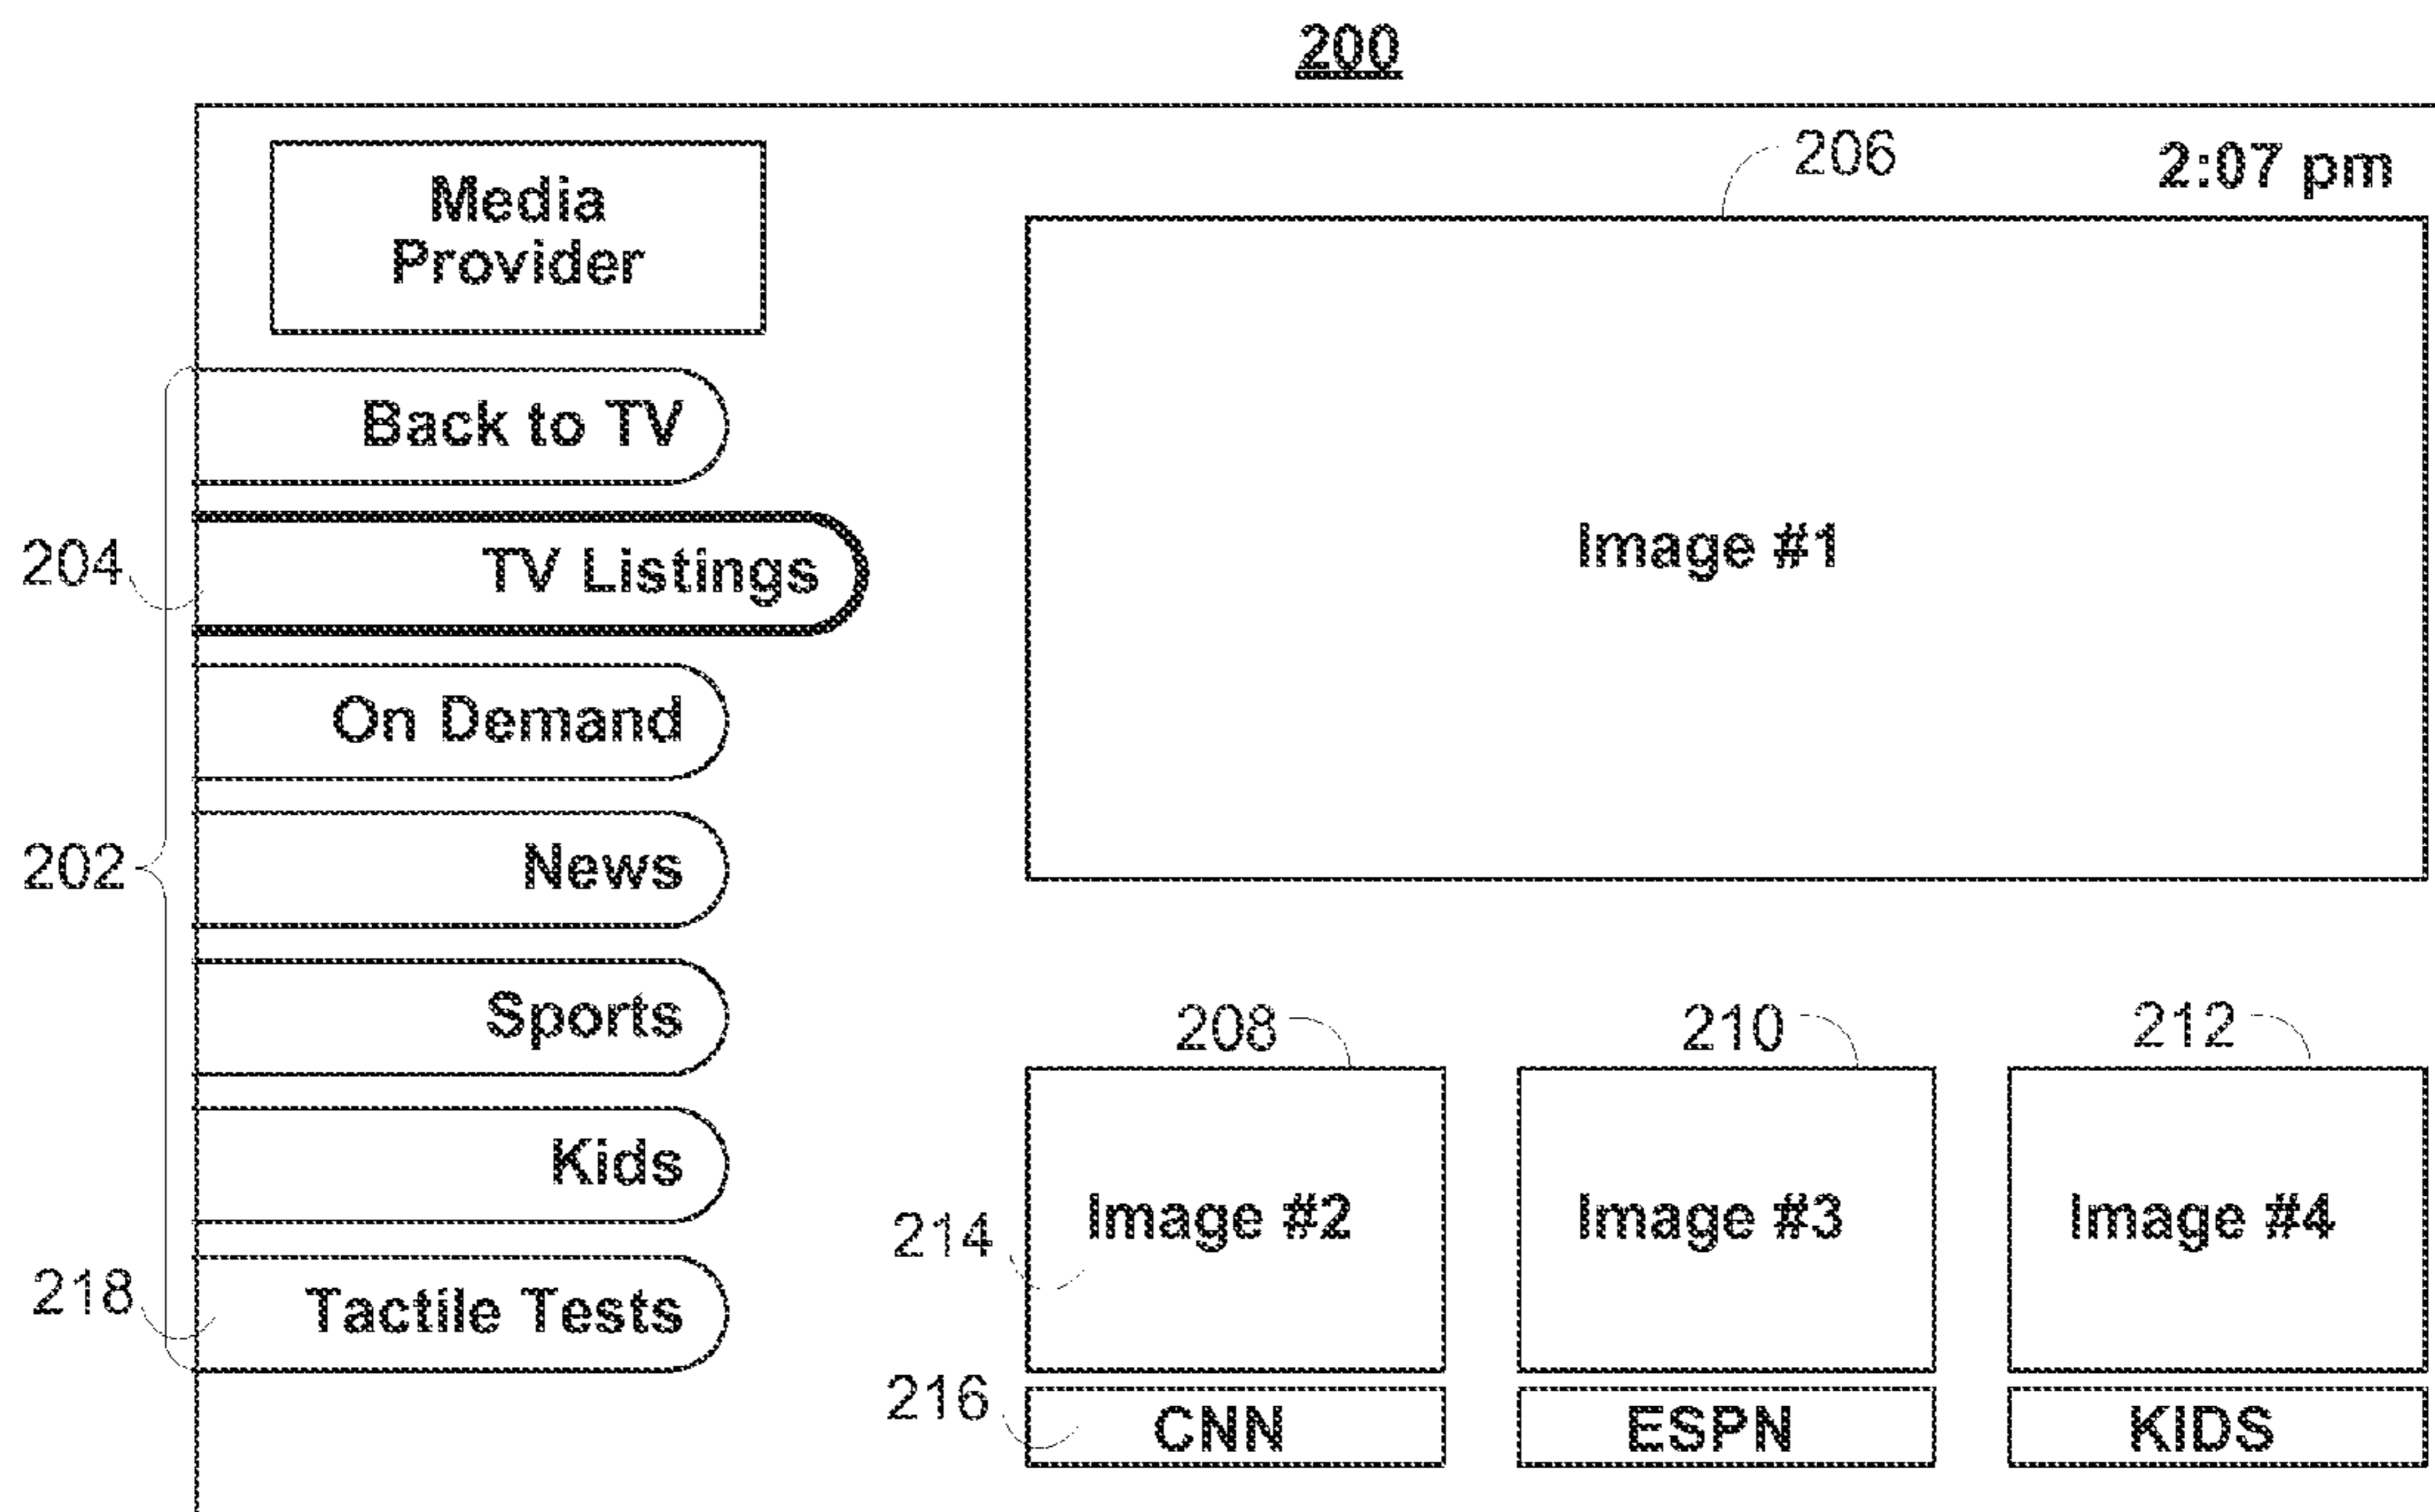 200
206
2:07 pm
Media
Provider
Back to TV
204
TV Listings
Image #1
On Demand
202
News
Sports
208
210
212
Kids
214
Image #2
Image #3
Image #4
218
Tactile Tests
216
CNN
ESPN
KIDS